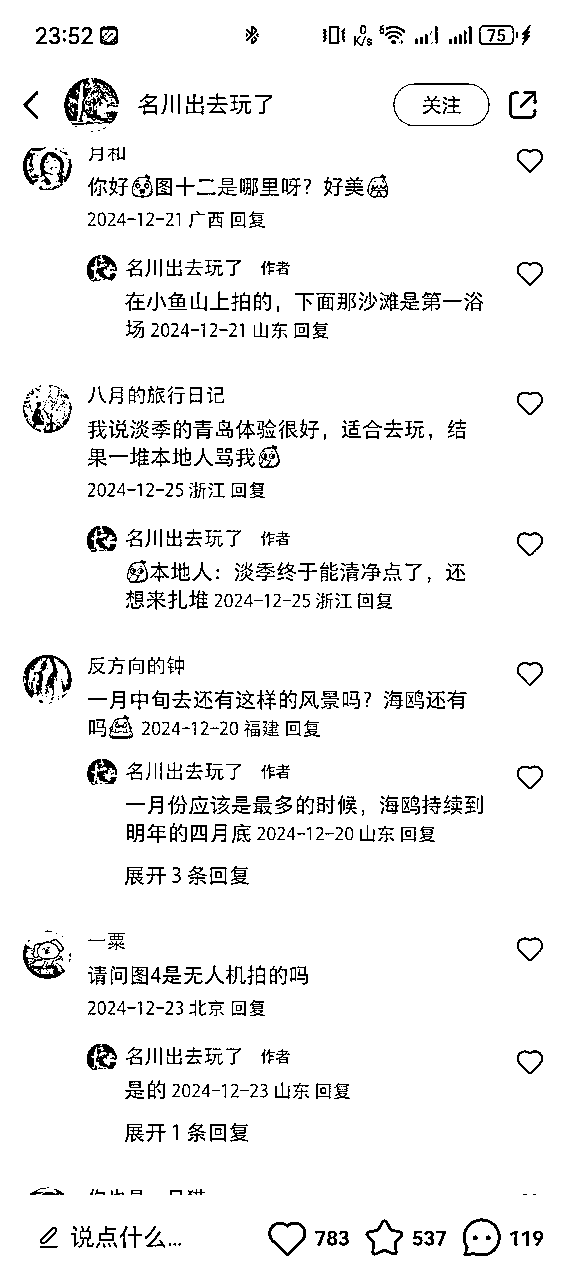 23:52 0 K/s 6 75
名川出去玩了 关注
月和
你好图十二是哪里呀？好美
2024-12-21 广西 回复
名川出去玩了 作者
在小鱼山上拍的，下面那沙滩是第一浴
场 2024-12-21 山东 回复
八月的旅行日记
我说淡季的青岛体验很好，适合去玩，结
果一堆本地人骂我
2024-12-25 浙江 回复
名川出去玩了 作者
本地人：淡季终于能清净点了，还
想来扎堆 2024-12-25 浙江 回复
反方向的钟
一月中旬去还有这样的风景吗？海鸥还有
吗 2024-12-20 福建 回复
名川出去玩了 作者
一月份应该是最多的时候，海鸥持续到
明年的四月底 2024-12-20 山东 回复
展开 3 条回复
一粟
请问图4是无人机拍的吗
2024-12-23 北京 回复
名川出去玩了 作者
是的 2024-12-23 山东 回复
展开 1 条回复
说点什么... 783 537 119